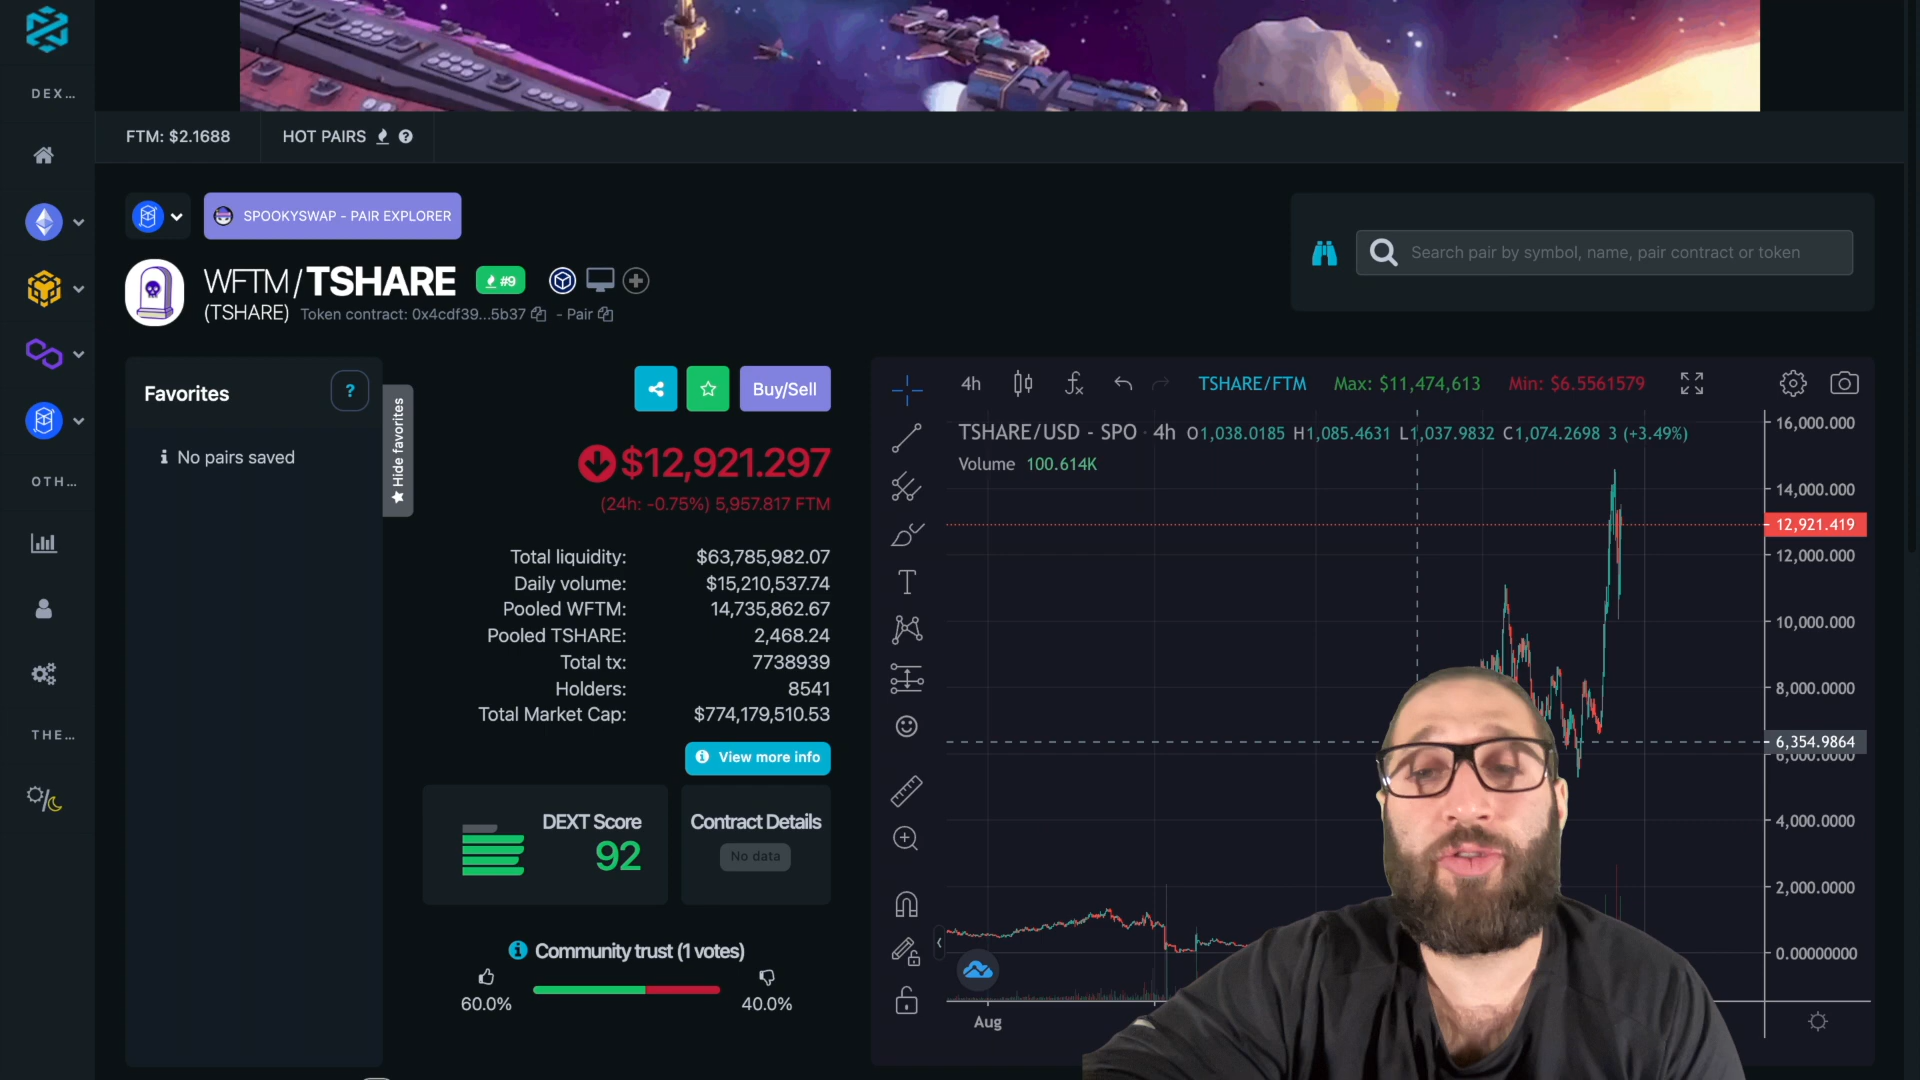 DEX...
OTH...
THE...
FTM: $2.1688
HOT PAIRS
SPOOKYSWAP - PAIR EXPLORER
Search pair by symbol, name, pair contract or token
WFTM/TSHARE
#9
(TSHARE) Token contract: 0x4cdf39...5b37 - Pair
Favorites
?
No pairs saved
Hide favorites
Buy/Sell
$12,921.297
(24h: -0.75%) 5,957.817 FTM
Total liquidity: $63,785,982.07
Daily volume: $15,210,537.74
Pooled WFTM: 14,735,862.67
Pooled TSHARE: 2,468.24
Total tx: 7738939
Holders: 8541
Total Market Cap: $774,179,510.53
View more info
DEXT Score
92
Contract Details
No data
Community trust (1 votes)
60.0%
40.0%
4h
TSHARE/FTM Max: $11,474,613 Min: $6.5561579
TSHARE/USD - SPO · 4h O1,038.0185 H1,085.4631 L1,037.9832 C1,074.2698 3 (+3.49%)
Volume 100.614K
16,000.000
14,000.000
12,921.419
12,000.000
10,000.000
8,000.0000
6,354.9864
6,000.0000
4,000.0000
2,000.0000
0.00000000
Aug